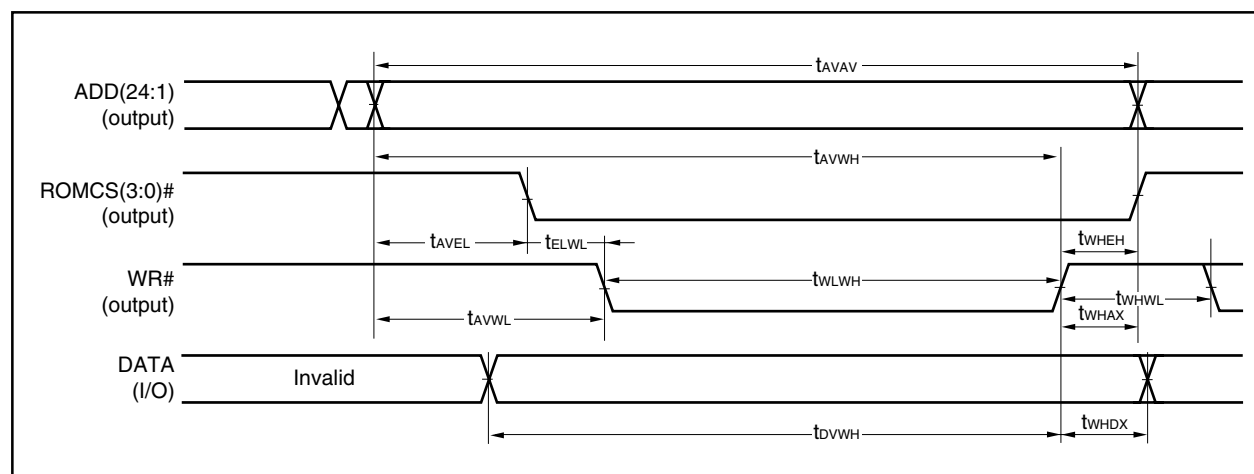 tAVAV
ADD(24:1)
(output)
tAVWH
ROMCS(3:0)#
(output)
tAVEL
tELWL
tWHEH
WR#
(output)
tWLWH
tWHWL
tAVWL
tWHAX
DATA
(I/O)
Invalid
tDVWH
tWHDX